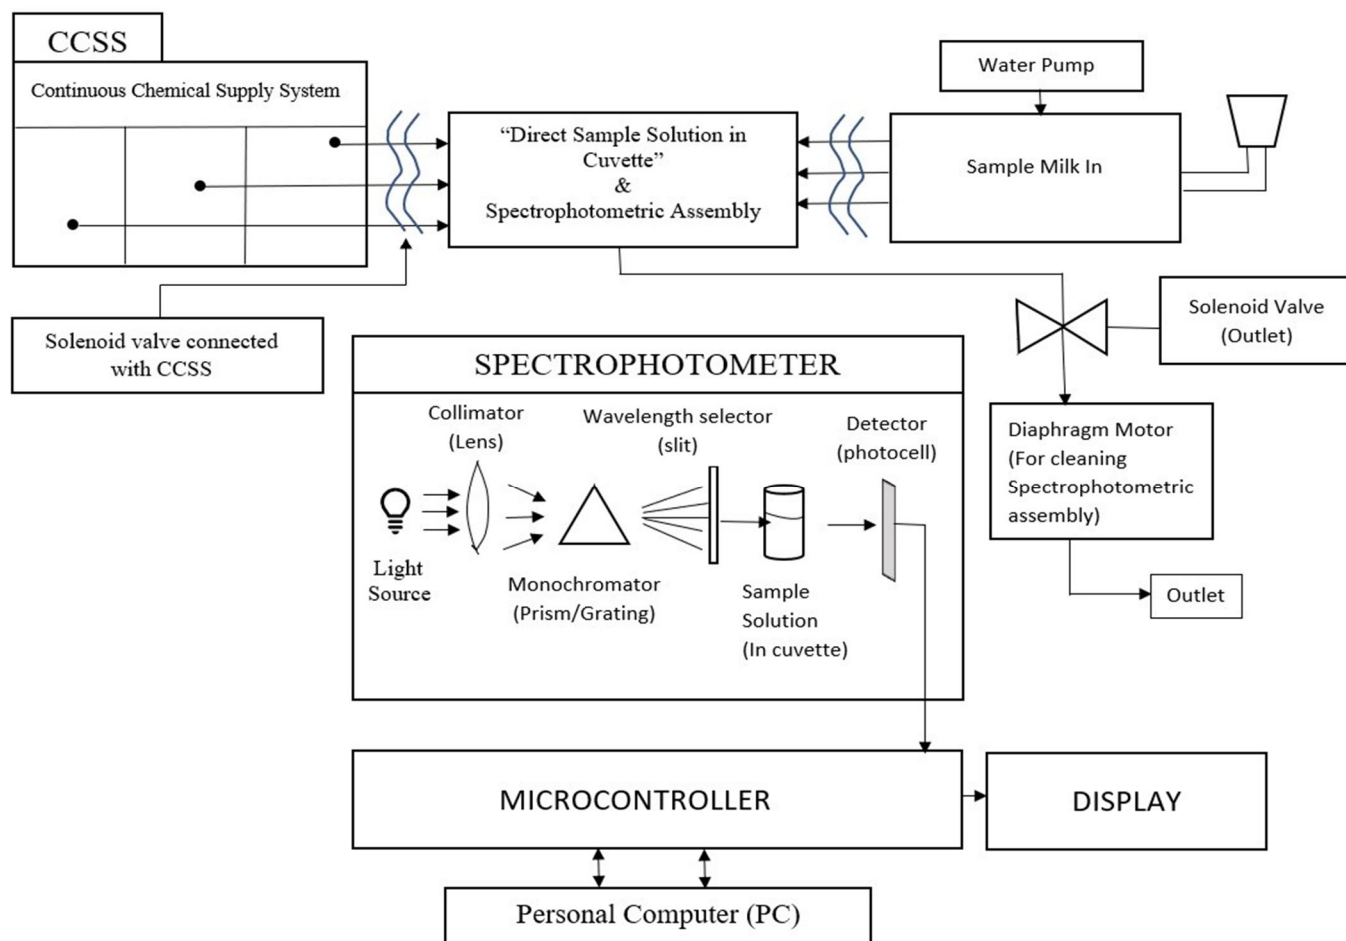 CCSS
Continuous Chemical Supply System
“Direct Sample Solution in
Cuvette”
&
Spectrophotometric Assembly
Water Pump
Sample Milk In
Solenoid valve connected
with CCSS
Solenoid Valve
(Outlet)
Diaphragm Motor
(For cleaning
Spectrophotometric
assembly)
Outlet
SPECTROPHOTOMETER
Collimator
(Lens)
Wavelength selector
(slit)
Detector
(photocell)
Light
Source
Monochromator
(Prism/Grating)
Sample
Solution
(In cuvette)
MICROCONTROLLER
DISPLAY
Personal Computer (PC)